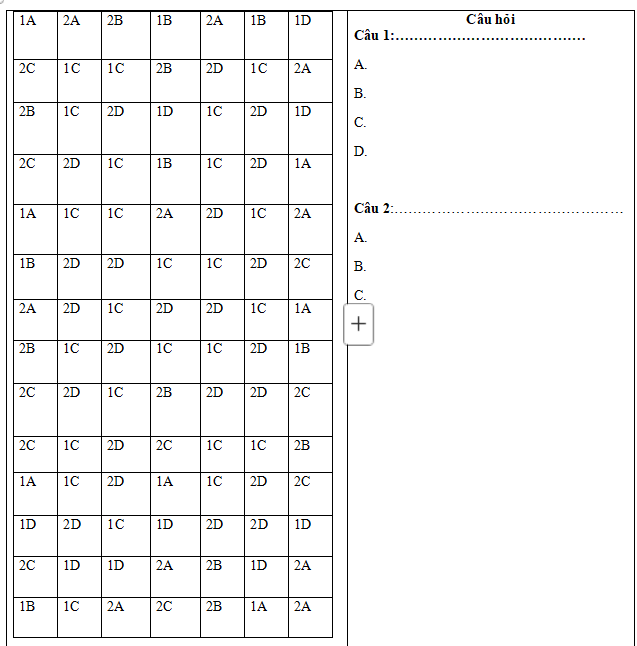 1A 2A 2B 1B 2A 1B 1D
2C 1C 1C 2B 2D 1C 2A
2B 1C 2D 1D 1C 2D 1D
2C 2D 1C 1B 1C 2D 1A
1A 1C 1C 2A 2D 1C 2A
1B 2D 2D 1C 1C 2D 2C
2A 2D 1C 2D 2D 1C 1A
2B 1C 2D 1C 1C 2D 1B
2C 2D 1C 2B 2D 2D 2C
2C 1C 2D 2C 1C 1C 2B
1A 1C 2D 1A 1C 2D 2C
1D 2D 1C 1D 2D 2D 1D
2C 1D 1D 2A 2B 1D 2A
1B 1C 2A 2C 2B 1A 2A
Câu hỏi
Câu 1:........................................
A.
B.
C.
D.
Câu 2:................................................
A.
B.
C.